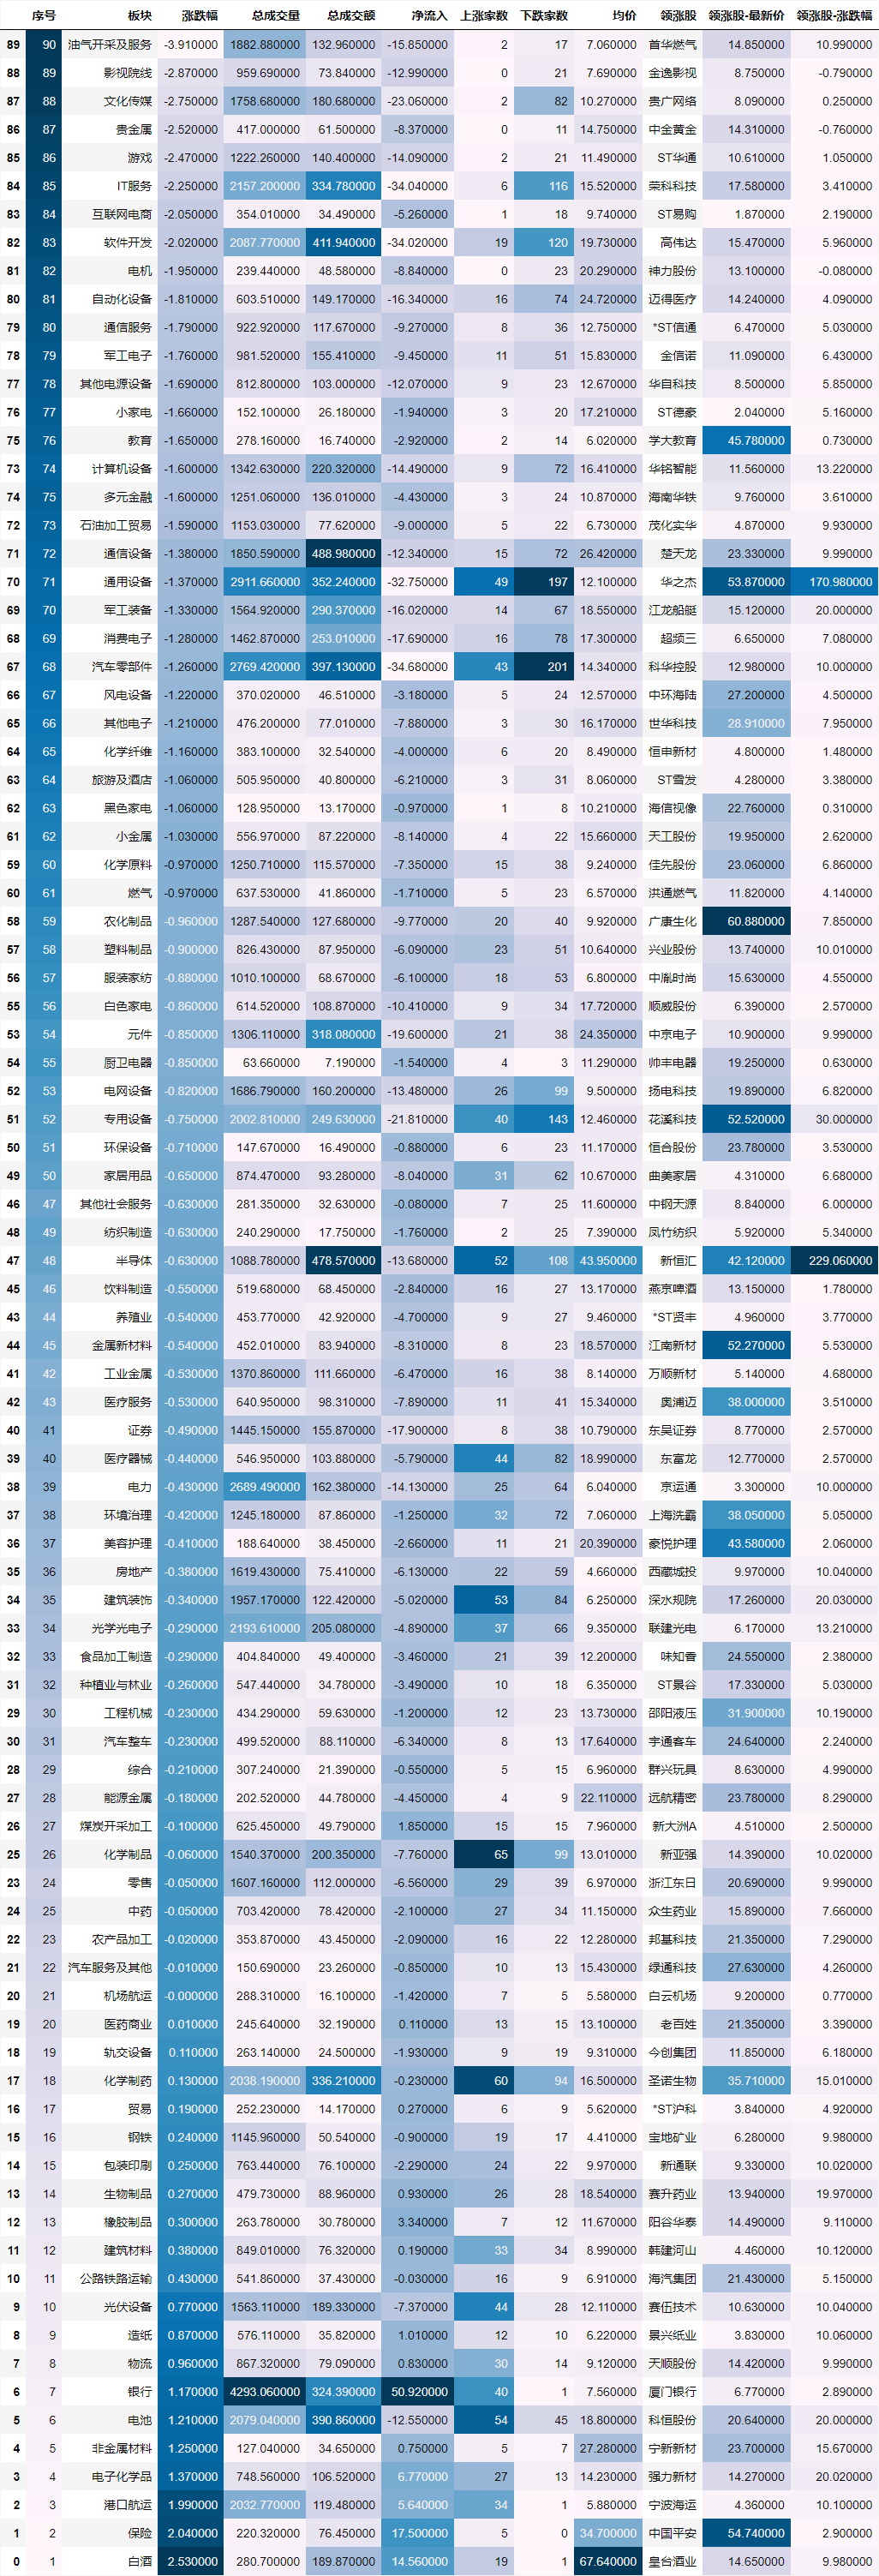 序号 板块 涨跌幅 总成交量 总成交额 净流入 上涨家数 下跌家数 均价 领涨股 领涨股-最新价 领涨股-涨跌幅
89 90 油气开采及服务 -3.910000 1882.880000 132.960000 -15.850000 2 17 7.060000 首华燃气 14.850000 10.990000
88 89 影视院线 -2.870000 959.690000 73.840000 -12.990000 0 21 7.690000 金逸影视 8.750000 -0.790000
87 88 文化传媒 -2.750000 1758.680000 180.680000 -23.060000 2 82 10.270000 贵广网络 8.090000 0.250000
86 87 贵金属 -2.520000 417.000000 61.500000 -8.370000 0 11 14.750000 中金黄金 14.310000 -0.760000
85 86 游戏 -2.470000 1222.260000 140.400000 -14.090000 2 21 11.490000 ST华通 10.610000 1.050000
84 85 IT服务 -2.250000 2157.200000 334.780000 -34.040000 6 116 15.520000 荣科科技 17.580000 3.410000
83 84 互联网电商 -2.050000 354.010000 34.490000 -5.260000 1 18 9.740000 ST易购 1.870000 2.190000
82 83 软件开发 -2.020000 2087.770000 411.940000 -34.020000 19 120 19.730000 高伟达 15.470000 5.960000
81 82 电机 -1.950000 239.440000 48.580000 -8.840000 0 23 20.290000 神力股份 13.100000 -0.080000
80 81 自动化设备 -1.810000 603.510000 149.170000 -16.340000 16 74 24.720000 迈得医疗 14.240000 4.090000
79 80 通信服务 -1.790000 922.920000 117.670000 -9.270000 8 36 12.750000 *ST信通 6.470000 5.030000
78 79 军工电子 -1.760000 981.520000 155.410000 -9.450000 11 51 15.830000 金信诺 11.090000 6.430000
77 78 其他电源设备 -1.690000 812.800000 103.000000 -12.070000 9 23 12.670000 华自科技 8.500000 5.850000
76 77 小家电 -1.660000 152.100000 26.180000 -1.940000 3 20 17.210000 ST德豪 2.040000 5.160000
75 76 教育 -1.650000 278.160000 16.740000 -2.920000 2 14 6.020000 学大教育 45.780000 0.730000
73 74 计算机设备 -1.600000 1342.630000 220.320000 -14.490000 9 72 16.410000 华铭智能 11.560000 13.220000
74 75 多元金融 -1.600000 1251.060000 136.010000 -4.430000 3 24 10.870000 海南华铁 9.760000 3.610000
72 73 石油加工贸易 -1.590000 1153.030000 77.620000 -9.000000 5 22 6.730000 茂化实华 4.870000 9.930000
71 72 通信设备 -1.380000 1850.590000 488.980000 -12.340000 15 72 26.420000 楚天龙 23.330000 9.990000
70 71 通用设备 -1.370000 2911.660000 352.240000 -32.750000 49 197 12.100000 华之杰 53.870000 170.980000
69 70 军工装备 -1.330000 1564.920000 290.370000 -16.020000 14 67 18.550000 江龙船艇 15.120000 20.000000
68 69 消费电子 -1.280000 1462.870000 253.010000 -17.690000 16 78 17.300000 超频三 6.650000 7.080000
67 68 汽车零部件 -1.260000 2769.420000 397.130000 -34.680000 43 201 14.340000 科华控股 12.980000 10.000000
66 67 风电设备 -1.220000 370.020000 46.510000 -3.180000 5 24 12.570000 中环海陆 27.200000 4.500000
65 66 其他电子 -1.210000 476.200000 77.010000 -7.880000 3 30 16.170000 世华科技 28.910000 7.950000
64 65 化学纤维 -1.160000 383.100000 32.540000 -4.000000 6 20 8.490000 恒申新材 4.800000 1.480000
63 64 旅游及酒店 -1.060000 505.950000 40.800000 -6.210000 3 31 8.060000 ST雪发 4.280000 3.380000
62 63 黑色家电 -1.060000 128.950000 13.170000 -0.970000 1 8 10.210000 海信视像 22.760000 0.310000
61 62 小金属 -1.030000 556.970000 87.220000 -8.140000 4 22 15.660000 天工股份 19.950000 2.620000
59 60 化学原料 -0.970000 1250.710000 115.570000 -7.350000 15 38 9.240000 佳先股份 23.060000 6.860000
60 61 燃气 -0.970000 637.530000 41.860000 -1.710000 5 23 6.570000 洪通燃气 11.820000 4.140000
58 59 农化制品 -0.960000 1287.540000 127.680000 -9.770000 20 40 9.920000 广康生化 60.880000 7.850000
57 58 塑料制品 -0.900000 826.430000 87.950000 -6.090000 23 51 10.640000 兴业股份 13.740000 10.010000
56 57 服装家纺 -0.880000 1010.100000 68.670000 -6.100000 18 53 6.800000 中胤时尚 15.630000 4.550000
55 56 白色家电 -0.860000 614.520000 108.870000 -10.410000 9 34 17.720000 顺威股份 6.390000 2.570000
53 54 元件 -0.850000 1306.110000 318.080000 -19.600000 21 38 24.350000 中京电子 10.900000 9.990000
54 55 厨卫电器 -0.850000 63.660000 7.190000 -1.540000 4 3 11.290000 帅丰电器 19.250000 0.630000
52 53 电网设备 -0.820000 1686.790000 160.200000 -13.480000 26 99 9.500000 扬电科技 19.890000 6.820000
51 52 专用设备 -0.750000 2002.810000 249.630000 -21.810000 40 143 12.460000 花溪科技 52.520000 30.000000
50 51 环保设备 -0.710000 147.670000 16.490000 -0.880000 6 23 11.170000 恒合股份 23.780000 3.530000
49 50 家居用品 -0.650000 874.470000 93.280000 -8.040000 31 62 10.670000 曲美家居 4.310000 6.680000
46 47 其他社会服务 -0.630000 281.350000 32.630000 -0.080000 7 25 11.600000 中钢天源 8.840000 6.000000
48 49 纺织制造 -0.630000 240.290000 17.750000 -1.760000 2 25 7.390000 凤竹纺织 5.920000 5.340000
47 48 半导体 -0.630000 1088.780000 478.570000 -13.680000 52 108 43.950000 新恒汇 42.120000 229.060000
45 46 饮料制造 -0.550000 519.680000 68.450000 -2.840000 16 27 13.170000 燕京啤酒 13.150000 1.780000
43 44 养殖业 -0.540000 453.770000 42.920000 -4.700000 9 27 9.460000 *ST贤丰 4.960000 3.770000
44 45 金属新材料 -0.540000 452.010000 83.940000 -8.310000 8 23 18.570000 江南新材 52.270000 5.530000
41 42 工业金属 -0.530000 1370.860000 111.660000 -6.470000 16 38 8.140000 万顺新材 5.140000 4.680000
42 43 医疗服务 -0.530000 640.950000 98.310000 -7.890000 11 41 15.340000 奥浦迈 38.000000 3.510000
40 41 证券 -0.490000 1445.150000 155.870000 -17.900000 8 38 10.790000 东吴证券 8.770000 2.570000
39 40 医疗器械 -0.440000 546.950000 103.880000 -5.790000 44 82 18.990000 东富龙 12.770000 2.570000
38 39 电力 -0.430000 2689.490000 162.380000 -14.130000 25 64 6.040000 京运通 3.300000 10.000000
37 38 环境治理 -0.420000 1245.180000 87.860000 -1.250000 32 72 7.060000 上海洗霸 38.050000 5.050000
36 37 美容护理 -0.410000 188.640000 38.450000 -2.660000 11 21 20.390000 豪悦护理 43.580000 2.060000
35 36 房地产 -0.380000 1619.430000 75.410000 -6.130000 22 59 4.660000 西藏城投 9.970000 10.040000
34 35 建筑装饰 -0.340000 1957.170000 122.420000 -5.020000 53 84 6.250000 深水规院 17.260000 20.030000
33 34 光学光电子 -0.290000 2193.610000 205.080000 -4.890000 37 66 9.350000 联建光电 6.170000 13.210000
32 33 食品加工制造 -0.290000 404.840000 49.400000 -3.460000 21 39 12.200000 味知香 24.550000 2.380000
31 32 种植业与林业 -0.260000 547.440000 34.780000 -3.490000 10 18 6.350000 ST景谷 17.330000 5.030000
29 30 工程机械 -0.230000 434.290000 59.630000 -1.200000 12 23 13.730000 邵阳液压 31.900000 10.190000
30 31 汽车整车 -0.230000 499.520000 88.110000 -6.340000 8 13 17.640000 宇通客车 24.640000 2.240000
28 29 综合 -0.210000 307.240000 21.390000 -0.550000 5 15 6.960000 群兴玩具 8.630000 4.990000
27 28 能源金属 -0.180000 202.520000 44.780000 -4.450000 4 9 22.110000 远航精密 23.780000 8.290000
26 27 煤炭开采加工 -0.100000 625.450000 49.790000 1.850000 15 15 7.960000 新大洲A 4.510000 2.500000
25 26 化学制品 -0.060000 1540.370000 200.350000 -7.760000 65 99 13.010000 新亚强 14.390000 10.020000
23 24 零售 -0.050000 1607.160000 112.000000 -6.560000 29 39 6.970000 浙江东日 20.690000 9.990000
24 25 中药 -0.050000 703.420000 78.420000 -2.100000 27 34 11.150000 众生药业 15.890000 7.660000
22 23 农产品加工 -0.020000 353.870000 43.450000 -2.090000 16 22 12.280000 邦基科技 21.350000 7.290000
21 22 汽车服务及其他 -0.010000 150.690000 23.260000 -0.850000 10 13 15.430000 绿通科技 27.630000 4.260000
20 21 机场航运 -0.000000 288.310000 16.100000 -1.420000 7 5 5.580000 白云机场 9.200000 0.770000
19 20 医药商业 0.010000 245.640000 32.190000 0.110000 13 15 13.100000 老百姓 21.350000 3.390000
18 19 轨交设备 0.110000 263.140000 24.500000 -1.930000 9 19 9.310000 今创集团 11.850000 6.180000
17 18 化学制药 0.130000 2038.190000 336.210000 -0.230000 60 94 16.500000 圣诺生物 35.710000 15.010000
16 17 贸易 0.190000 252.230000 14.170000 0.270000 6 9 5.620000 *ST沪科 3.840000 4.920000
15 16 钢铁 0.240000 1145.960000 50.540000 -0.900000 19 17 4.410000 宝地矿业 6.280000 9.980000
14 15 包装印刷 0.250000 763.440000 76.100000 -2.290000 24 22 9.970000 新通联 9.330000 10.020000
13 14 生物制品 0.270000 479.730000 88.960000 0.930000 26 28 18.540000 赛升药业 13.940000 19.970000
12 13 橡胶制品 0.300000 263.780000 30.780000 3.340000 7 12 11.670000 阳谷华泰 14.490000 9.110000
11 12 建筑材料 0.380000 849.010000 76.320000 0.190000 33 34 8.990000 韩建河山 4.460000 10.120000
10 11 公路铁路运输 0.430000 541.860000 37.430000 -0.030000 16 9 6.910000 海汽集团 21.430000 5.150000
9 10 光伏设备 0.770000 1563.110000 189.330000 -7.370000 44 28 12.110000 赛伍技术 10.630000 10.040000
8 9 造纸 0.870000 576.110000 35.820000 1.010000 12 10 6.220000 景兴纸业 3.830000 10.060000
7 8 物流 0.960000 867.320000 79.090000 0.830000 30 14 9.120000 天顺股份 14.420000 9.990000
6 7 银行 1.170000 4293.060000 324.390000 50.920000 40 1 7.560000 厦门银行 6.770000 2.890000
5 6 电池 1.210000 2079.040000 390.860000 -12.550000 54 45 18.800000 科恒股份 20.640000 20.000000
4 5 非金属材料 1.250000 127.040000 34.650000 0.750000 5 7 27.280000 宁新新材 23.700000 15.670000
3 4 电子化学品 1.370000 748.560000 106.520000 6.770000 27 13 14.230000 强力新材 14.270000 20.020000
2 3 港口航运 1.990000 2032.770000 119.480000 5.640000 34 1 5.880000 宁波海运 4.360000 10.100000
1 2 保险 2.040000 220.320000 76.450000 17.500000 5 0 34.700000 中国平安 54.740000 2.900000
0 1 白酒 2.530000 280.700000 189.870000 14.560000 19 1 67.640000 皇台酒业 14.650000 9.980000